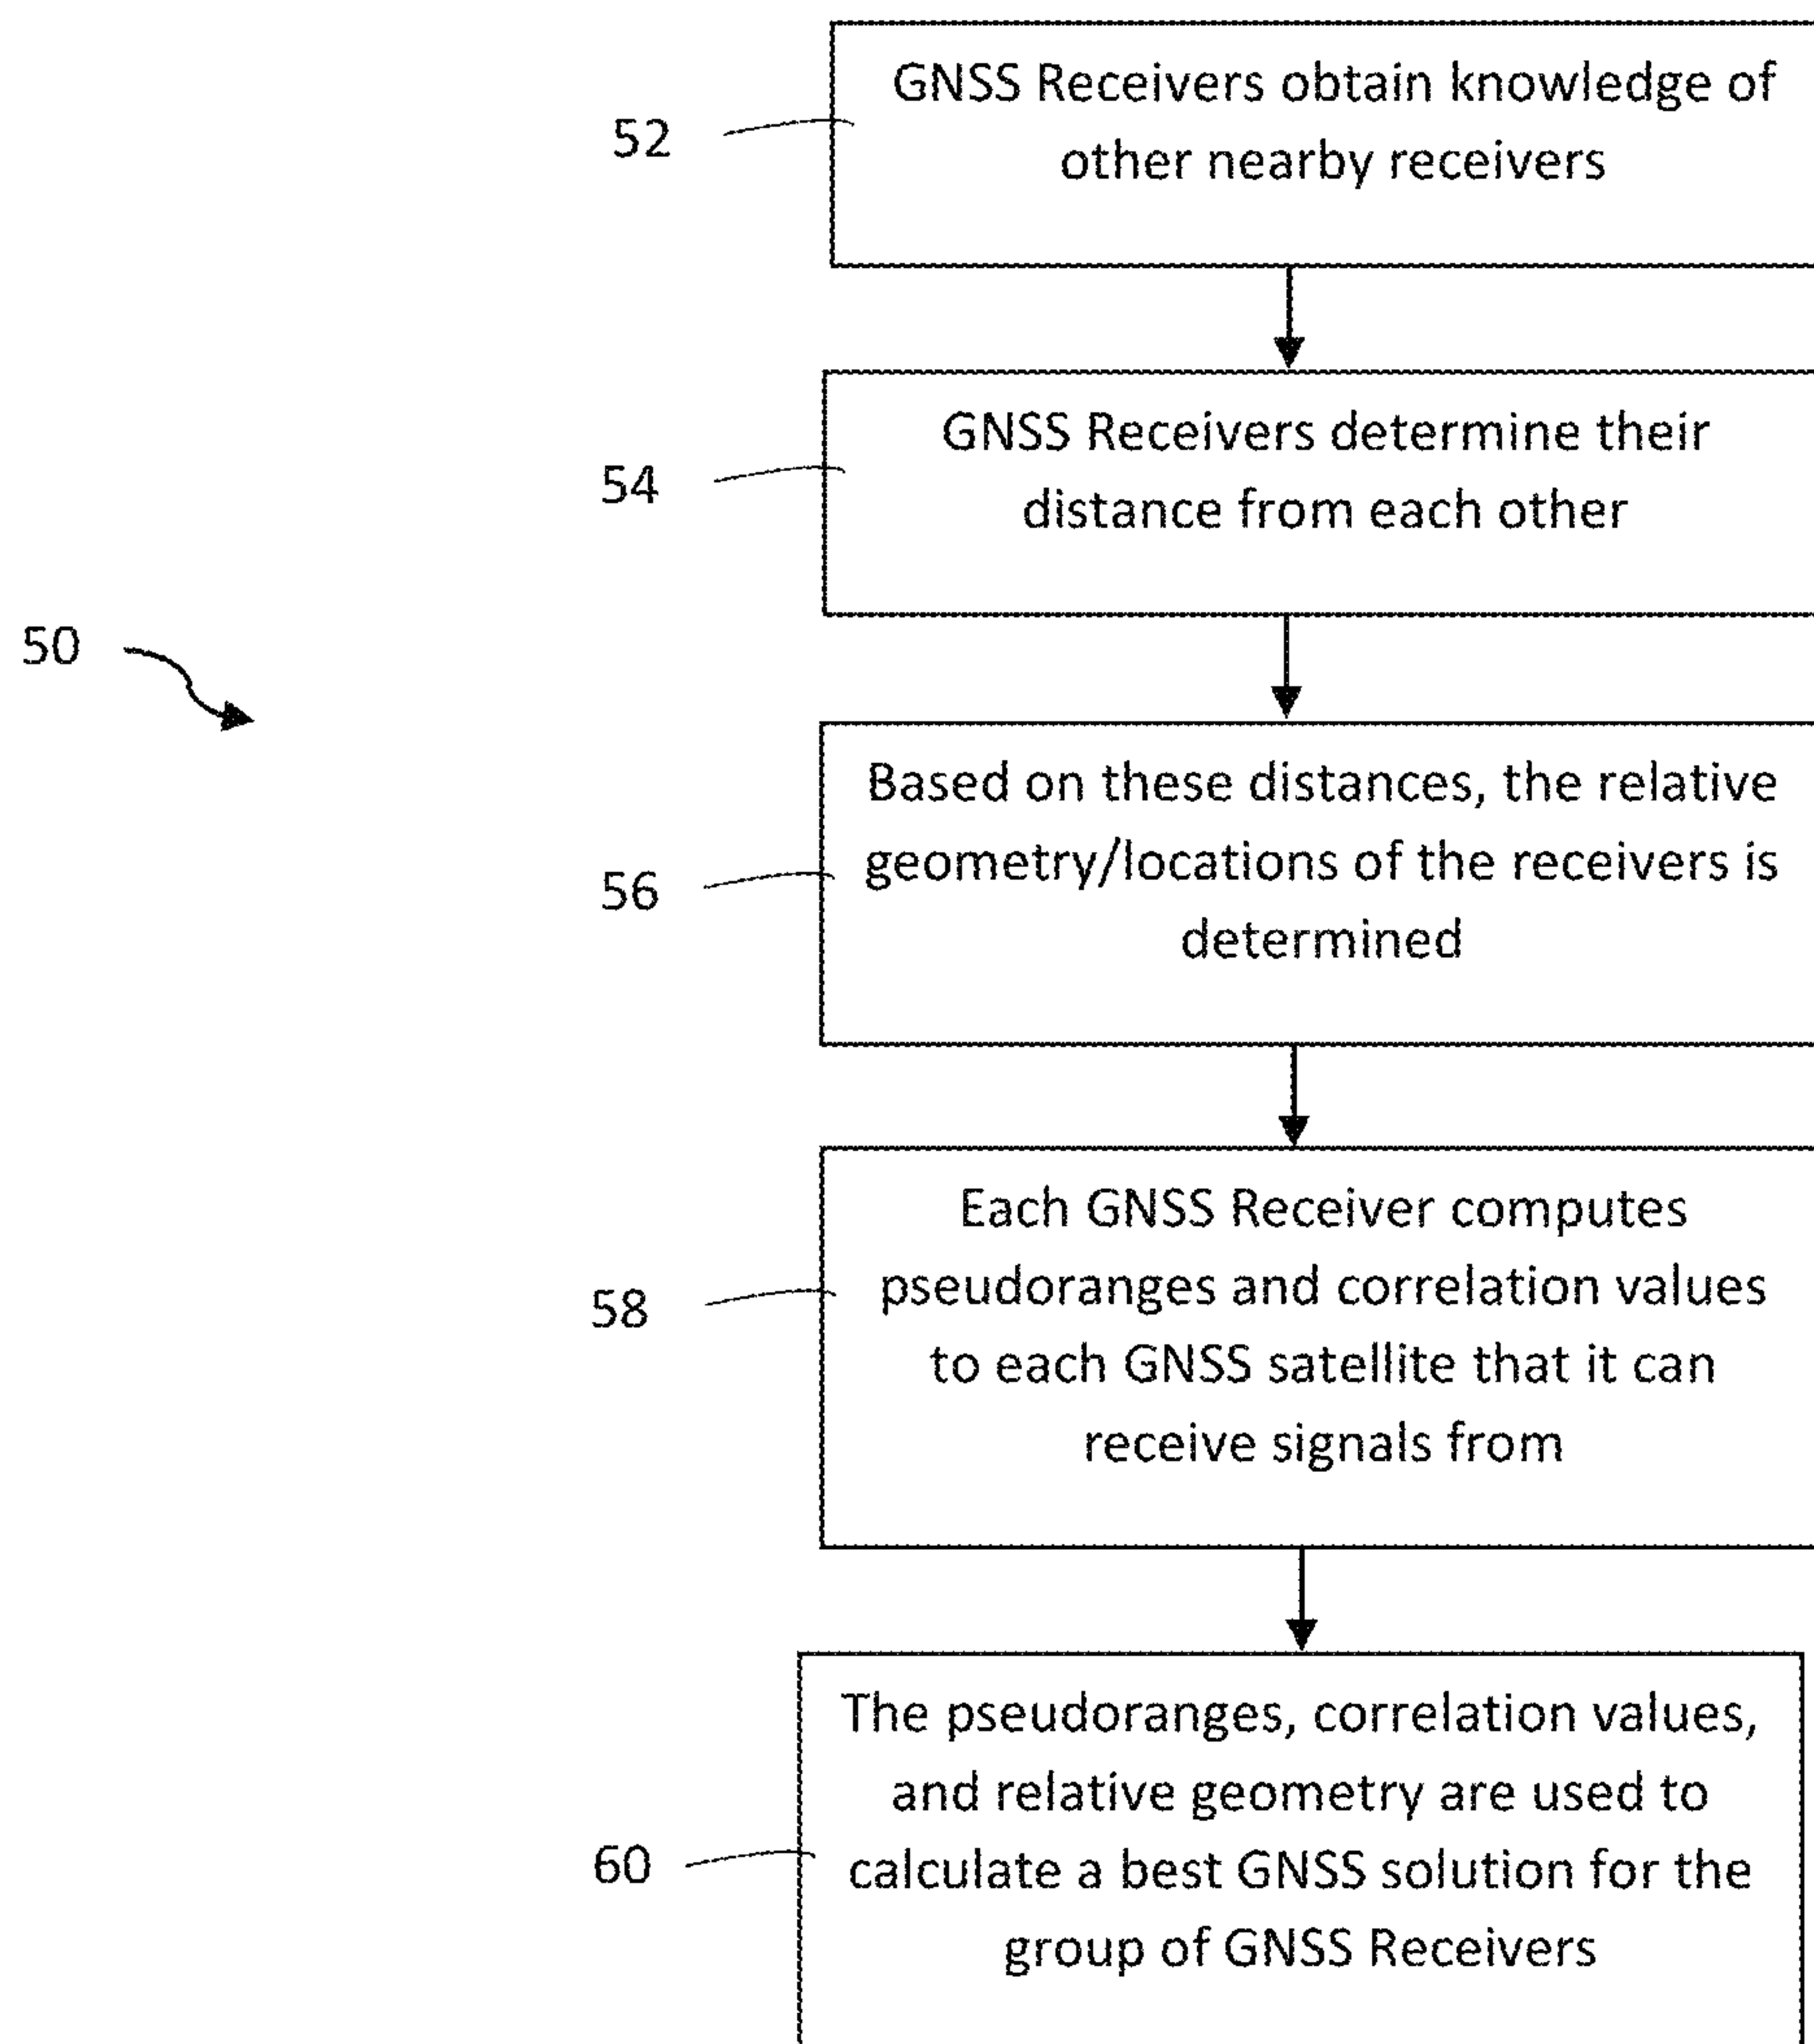 GNSS Receivers obtain knowledge of
other nearby receivers
52
GNSS Receivers determine their
distance from each other
54
50
Based on these distances, the relative
geometry/locations of the receivers is
determined
56
Each GNSS Receiver computes
pseudoranges and correlation values
to each GNSS satellite that it can
receive signals from
58
The pseudoranges, correlation values,
and relative geometry are used to
calculate a best GNSS solution for the
group of GNSS Receivers
60